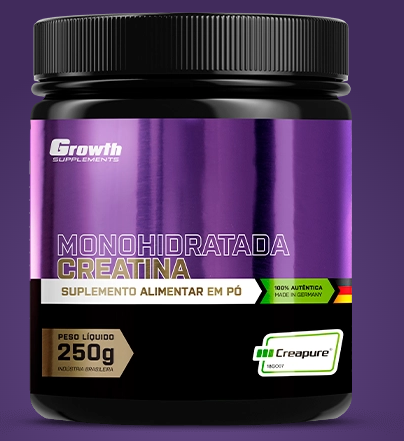 Growth
SUPPLEMENTS
MONOHIDRATADA
CREATINA
SUPLEMENTO ALIMENTAR EM PÓ
100% AUTÊNTICA
MADE IN GERMANY
PESO LÍQUIDO
250g
INDÚSTRIA BRASILEIRA
Creapure®